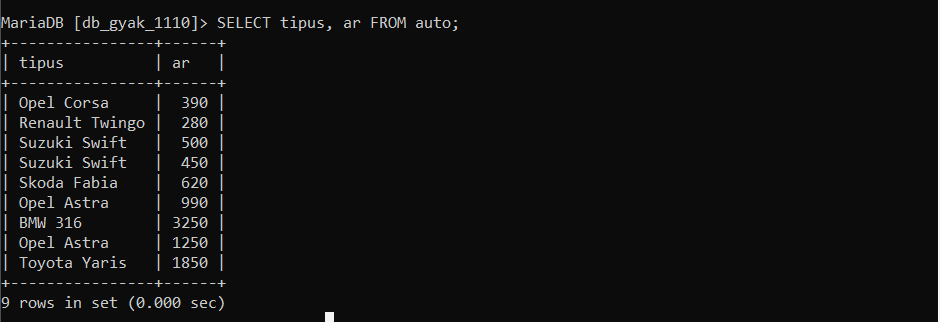 MariaDB [db_gyak_1110]> SELECT tipus, ar FROM auto;
+----------------+------+
| tipus          | ar   |
+----------------+------+
| Opel Corsa     |  390 |
| Renault Twingo |  280 |
| Suzuki Swift   |  500 |
| Suzuki Swift   |  450 |
| Skoda Fabia    |  620 |
| Opel Astra     |  990 |
| BMW 316        | 3250 |
| Opel Astra     | 1250 |
| Toyota Yaris   | 1850 |
+----------------+------+
9 rows in set (0.000 sec)